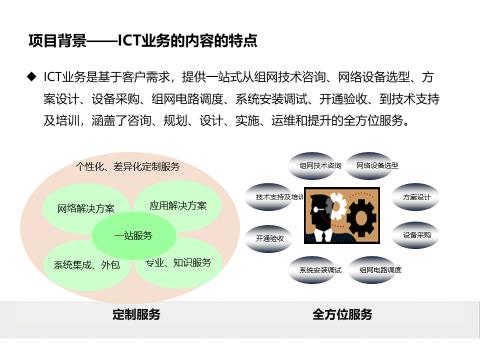 项目背景——ICT业务的内容的特点
◆ ICT业务是基于客户需求，提供一站式从组网技术咨询、网络设备选型、方
案设计、设备采购、组网电路调度、系统安装调试、开通验收、到技术支持
及培训，涵盖了咨询、规划、设计、实施、运维和提升的全方位服务。
个性化、差异化定制服务
网络解决方案
应用解决方案
一站服务
系统集成、外包
专业、知识服务
组网技术咨询
网络设备选型
技术支持及培训
方案设计
开通验收
设备采购
系统安装调试
组网电路调度
定制服务
全方位服务